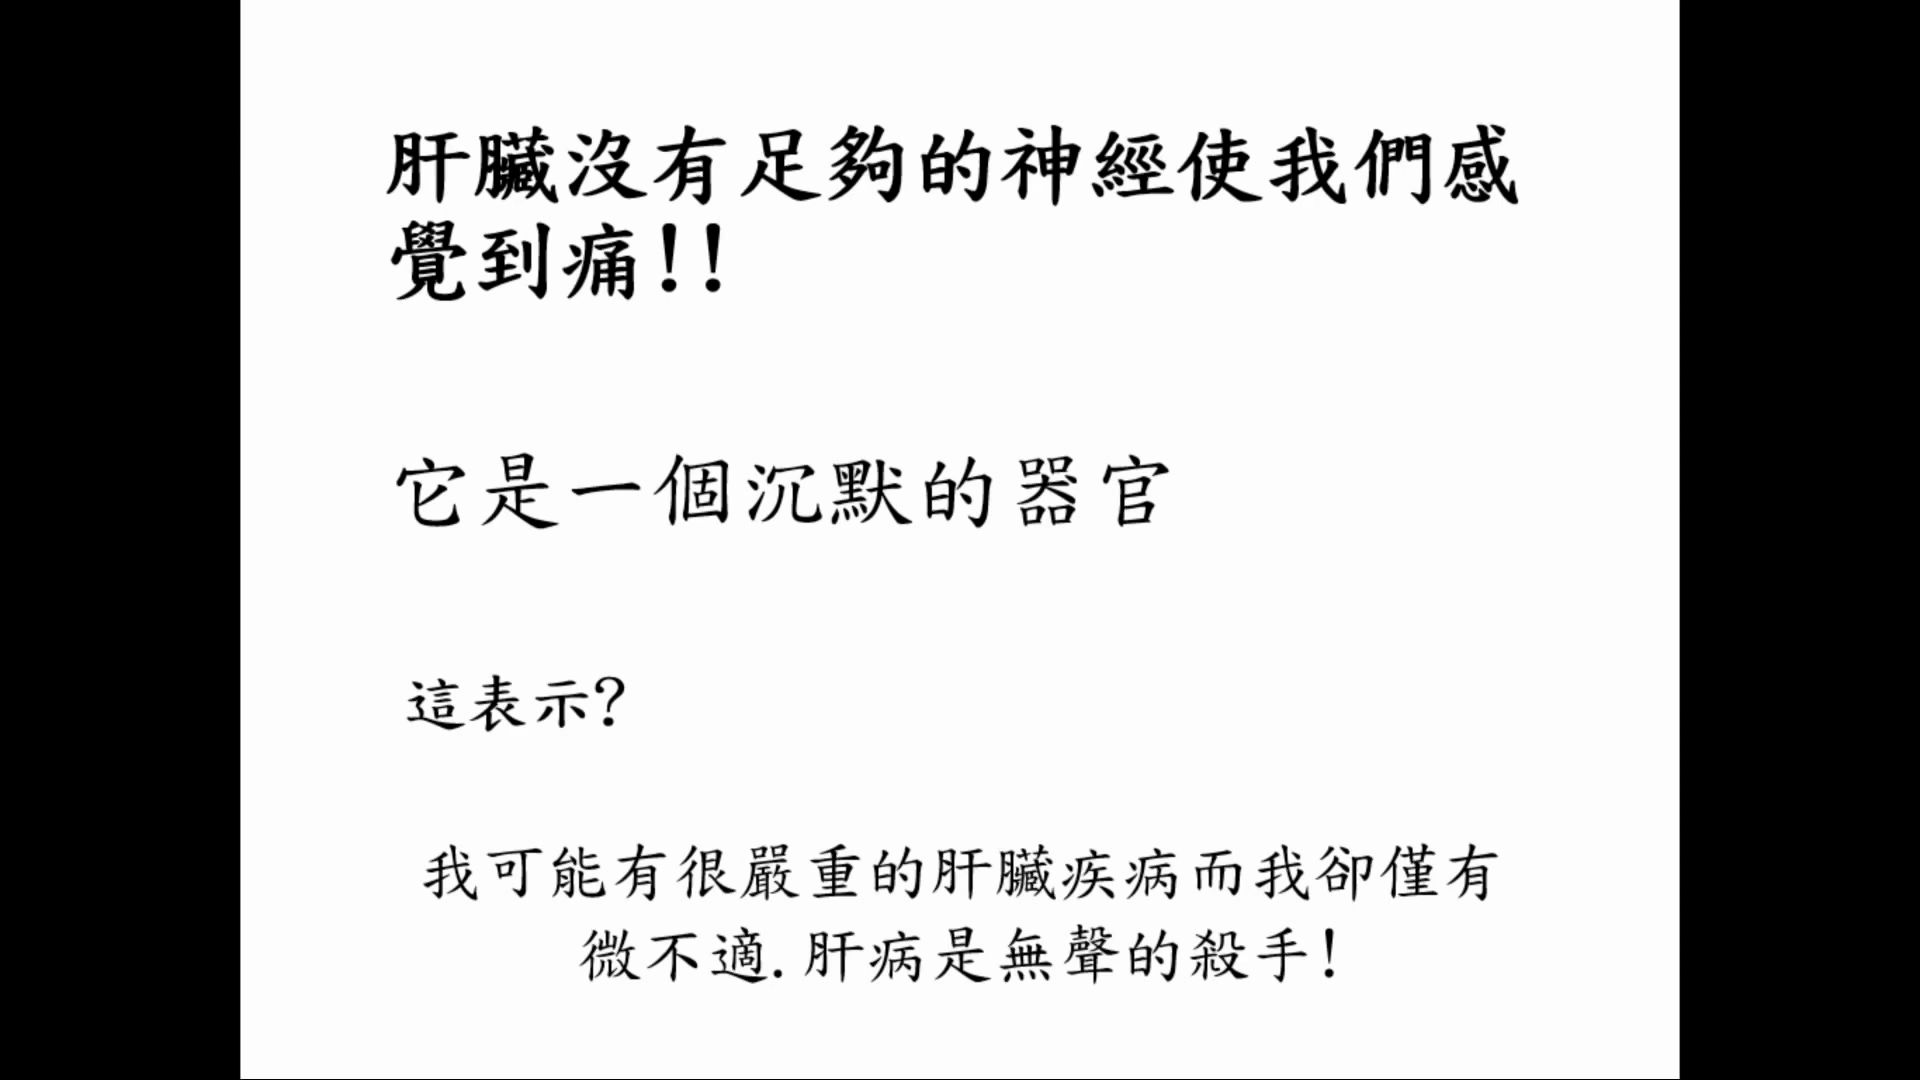 肝臟沒有足夠的神經使我們感
覺到痛!!
它是一個沉默的器官
這表示?
我可能有很嚴重的肝臟疾病而我卻僅有
微不適.肝病是無聲的殺手!